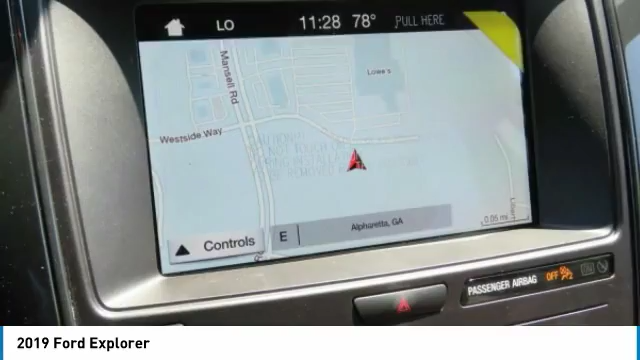 LO 11:28 78° PULL HERE
Mansell Rd
Lowe's
Westside Way
E Alpharetta, GA
0.05 mi
Controls
PASSENGER AIRBAG OFF
2019 Ford Explorer